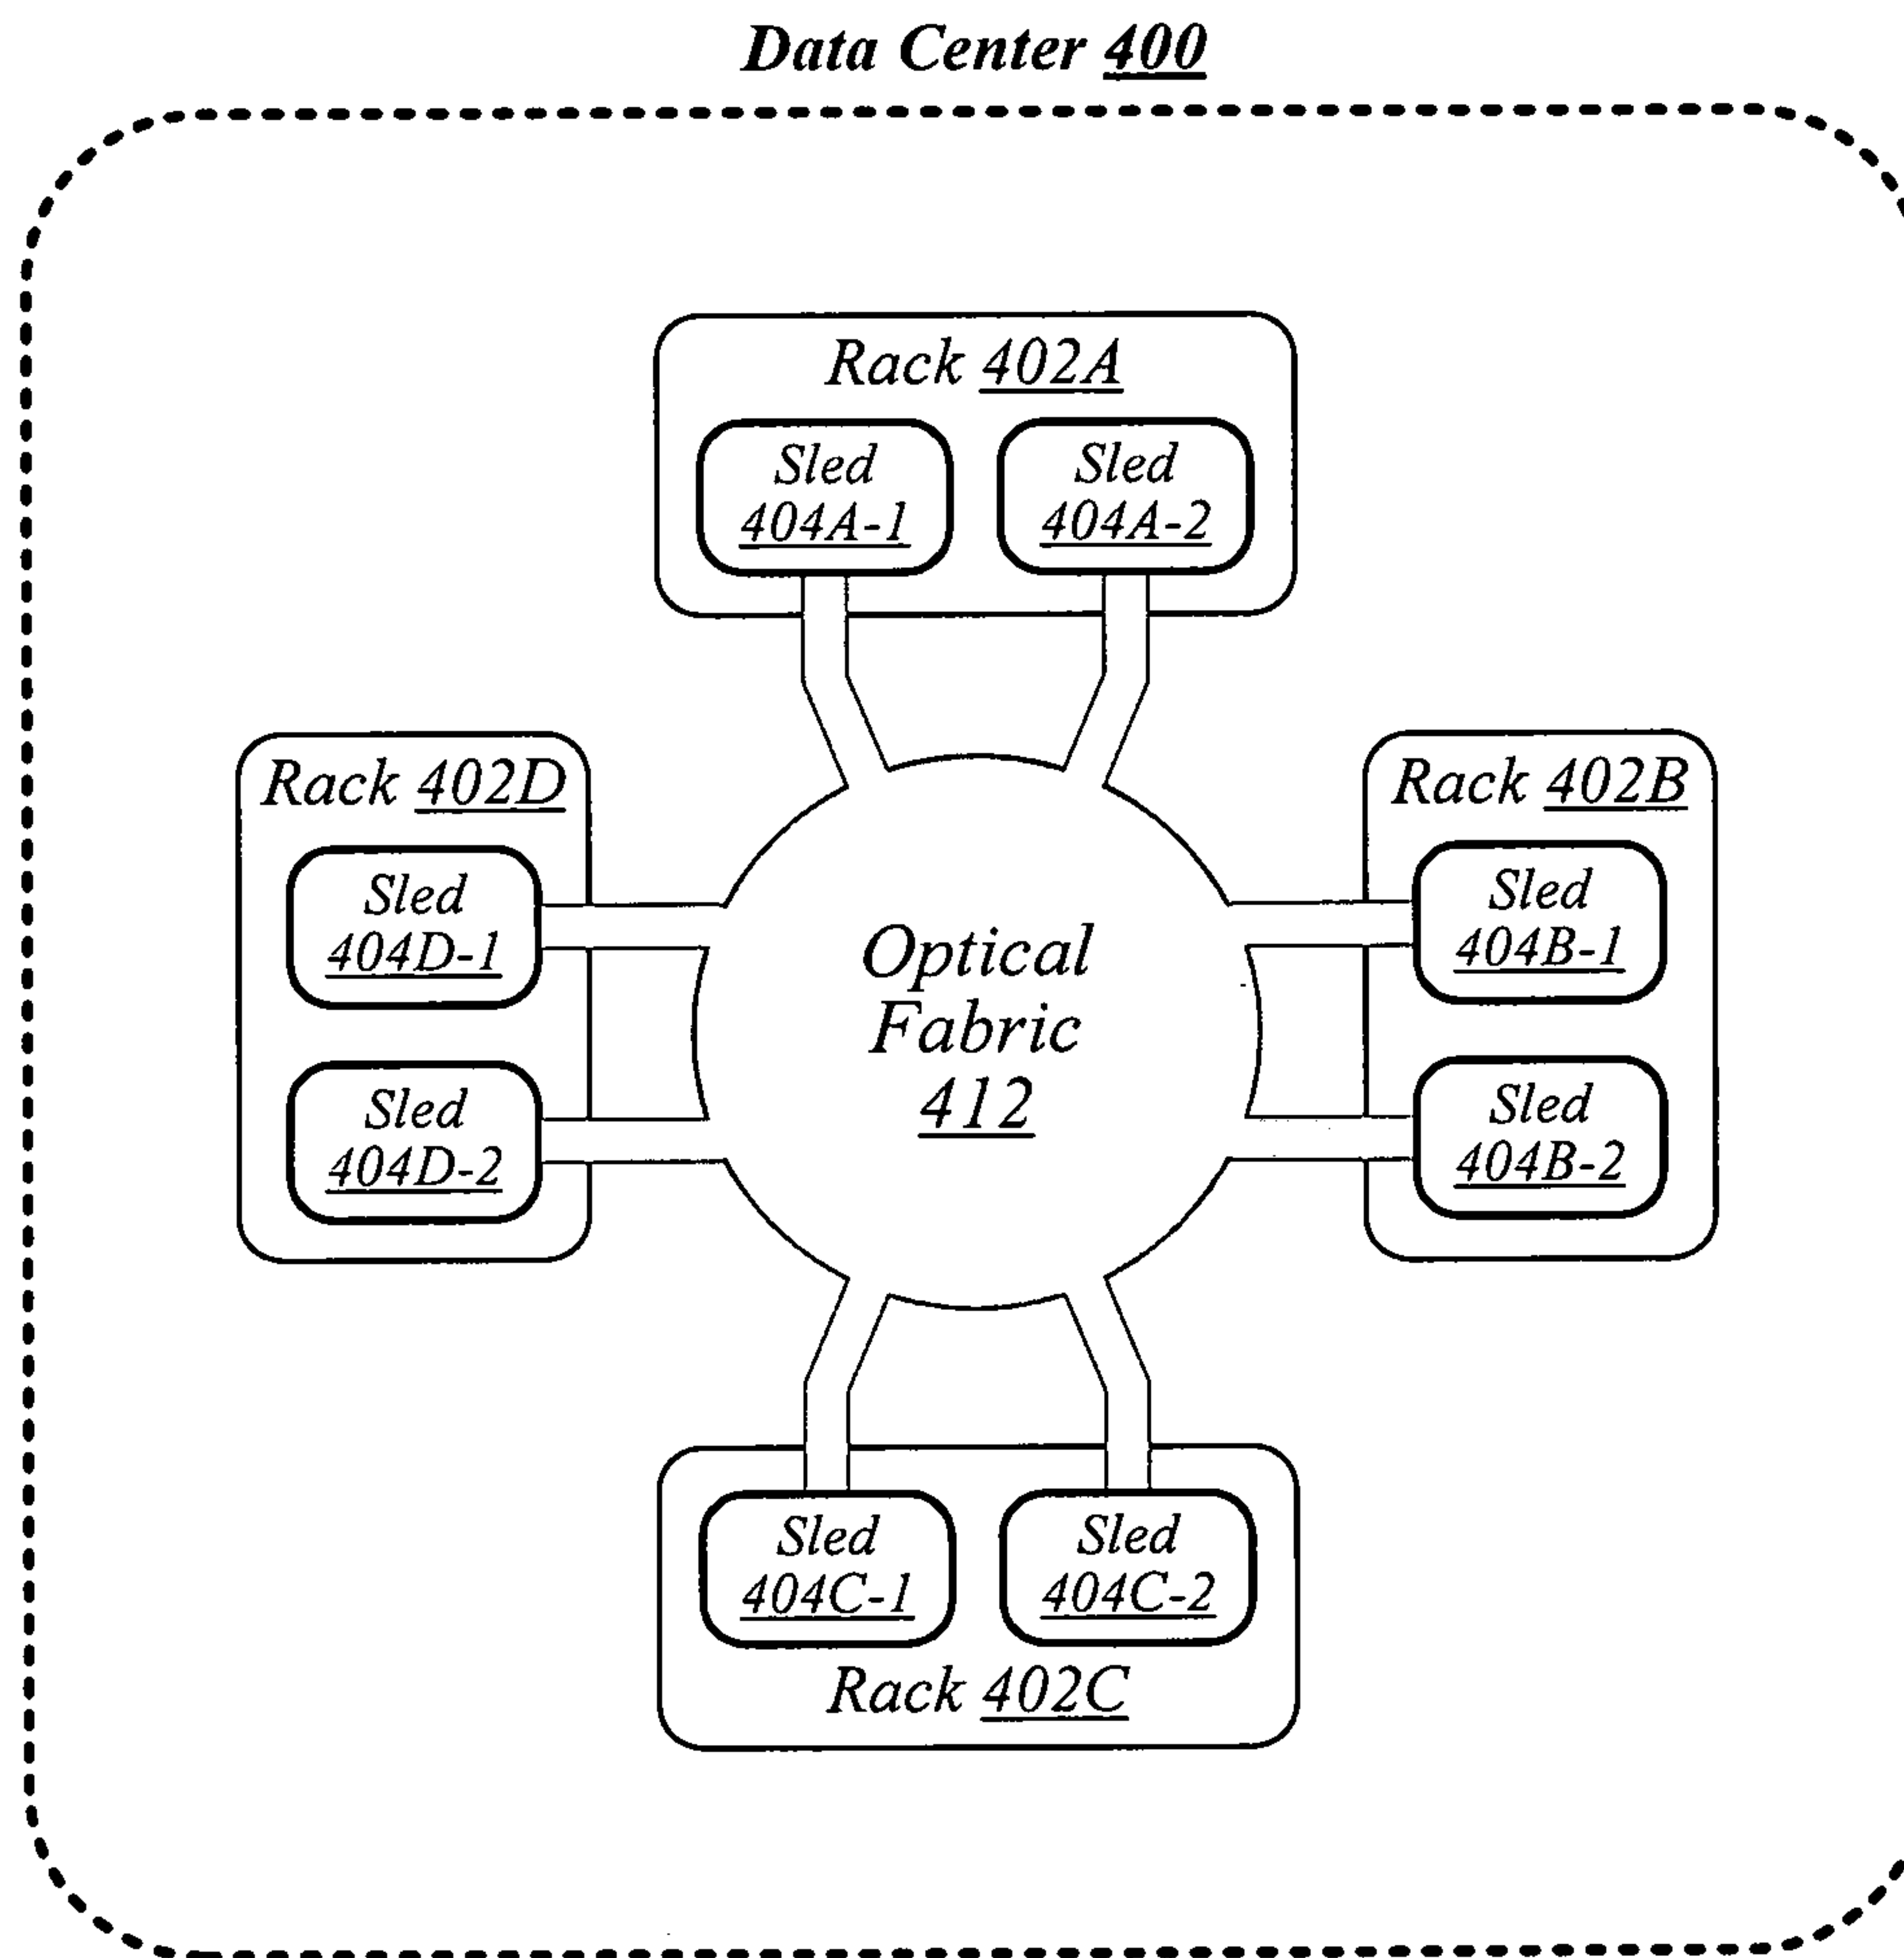 Data Center 400
Rack 402A
Sled
404A-1
Sled
404A-2
Rack 402D
Sled
404D-1
Sled
404D-2
Optical
Fabric
412
Rack 402B
Sled
404B-1
Sled
404B-2
Sled
404C-1
Sled
404C-2
Rack 402C